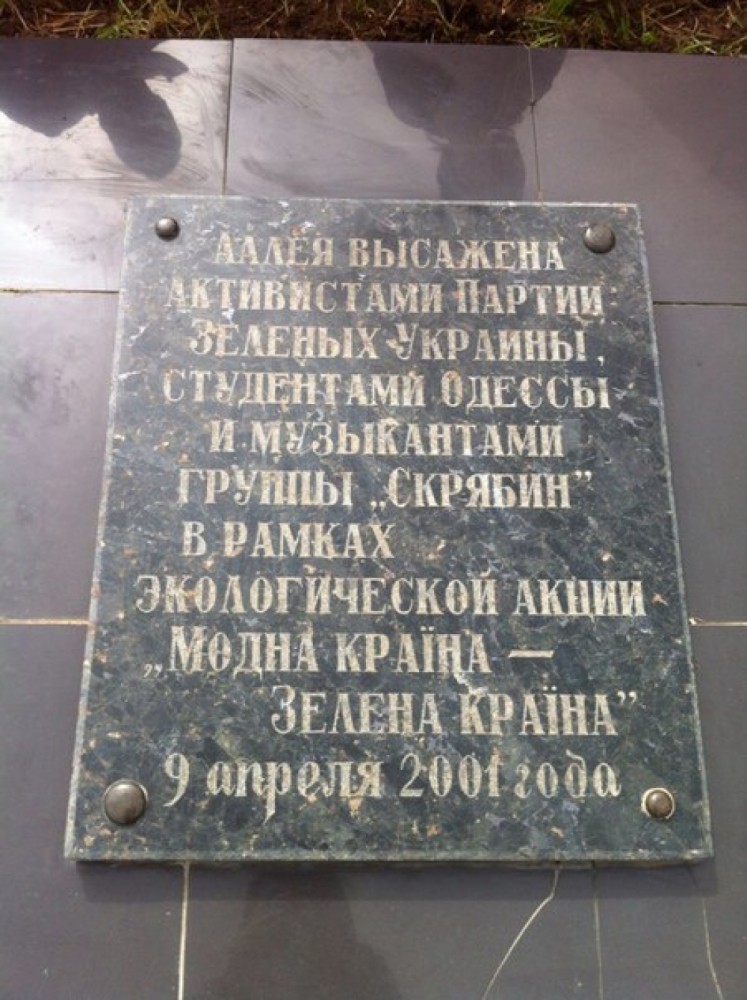 ААЛЕЯ ВЫСАЖЕНА
АКТИВИСТАМИ ПАРТИИ
ЗЕЛЕНЫХ УКРАИНЫ,
СТУДЕНТАМИ ОДЕССЫ
И МУЗЫКАНТАМИ
ГРУППЫ „СКРЯБИН”
В РАМКАХ
ЭКОЛОГИЧЕСКОЙ АКЦИИ
„МОДНА КРАЇНА —
ЗЕЛЕНА КРАЇНА”
9 апреля 2001 года